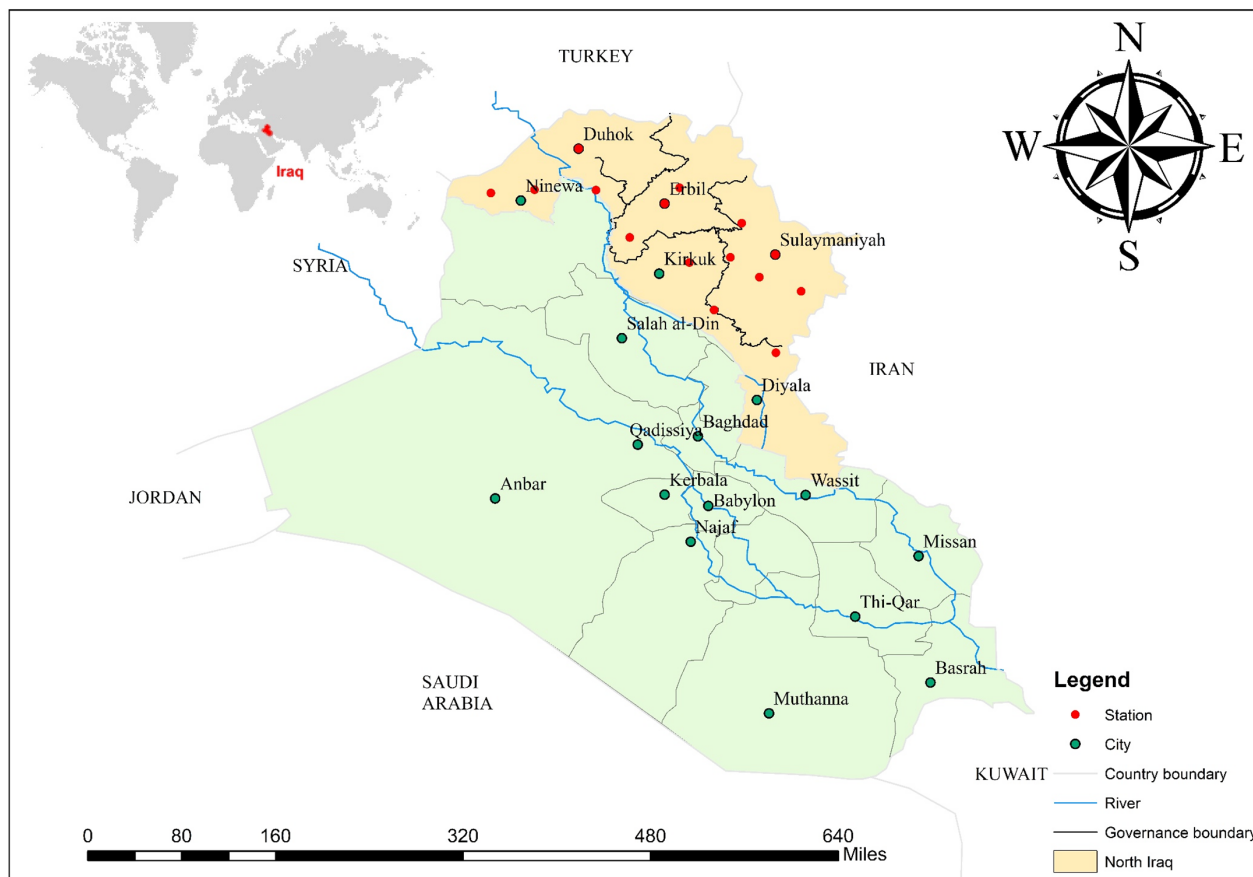 TURKEY
N
W
E
S
Iraq
Duhok
Ninewa
Erbil
Sulaymaniyah
SYRIA
Kirkuk
Salah al-Din
IRAN
Diyala
Baghdad
Qadissiya
JORDAN
Anbar
Kerbala
Wassit
Babylon
Najaf
Missan
Thi-Qar
SAUDI
ARABIA
Basrah
Muthanna
KUWAIT
Legend
Station
City
Country boundary
River
Governance boundary
North Iraq
0 80 160 320 480 640
Miles